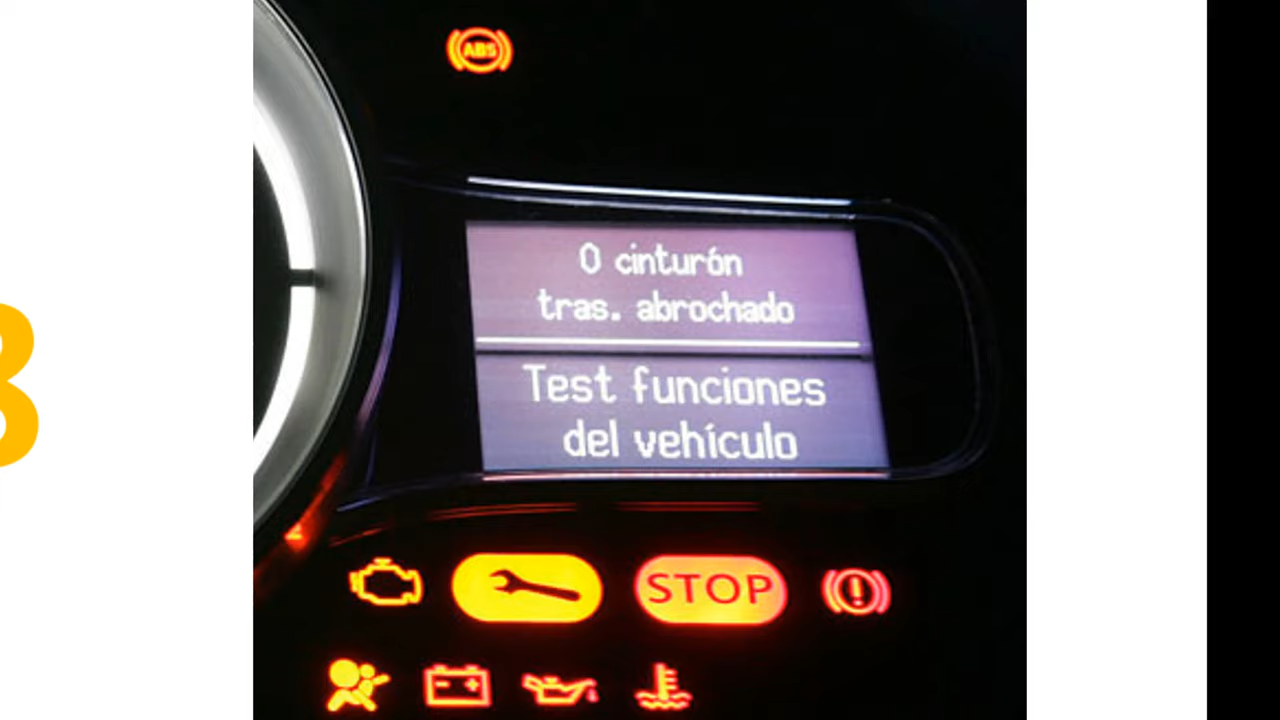 ABS
0 cinturón
tras. abrochado
Test funciones
del vehículo
STOP